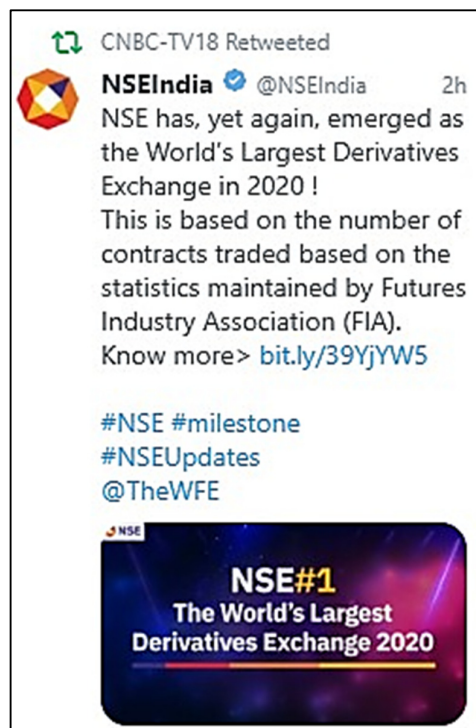 CNBC-TV18 Retweeted
NSEIndia @NSEIndia 2h
NSE has, yet again, emerged as
the World's Largest Derivatives
Exchange in 2020 !
This is based on the number of
contracts traded based on the
statistics maintained by Futures
Industry Association (FIA).
Know more> bit.ly/39YjYW5
#NSE #milestone
#NSEUpdates
@TheWFE
NSE
NSE#1
The World's Largest
Derivatives Exchange 2020